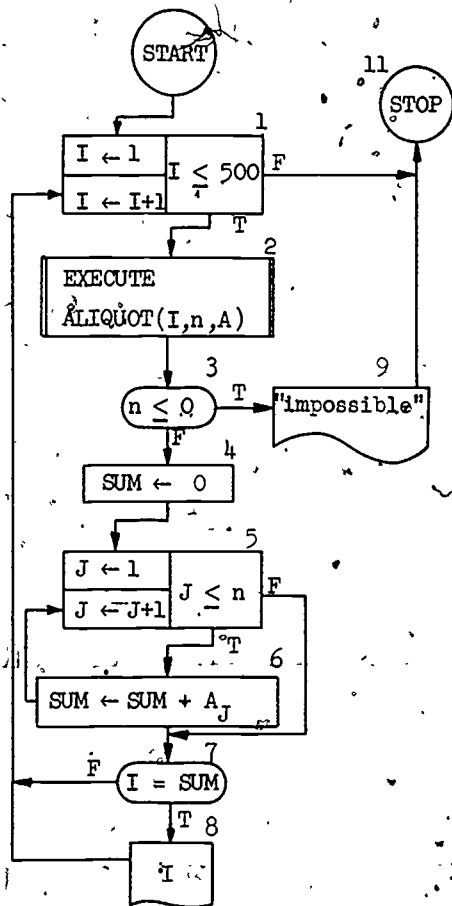 START
11
STOP
1
I ← 1
I ← I+1
I ≤ 500
F
T
2
EXECUTE
ALIQUOT(I,n,A)
3
n ≤ 0
T
F
9
"impossible"
4
SUM ← 0
5
J ← 1
J ← J+1
J ≤ n
F
T
6
SUM ← SUM + A_J
7
F
I = SUM
T
8
I